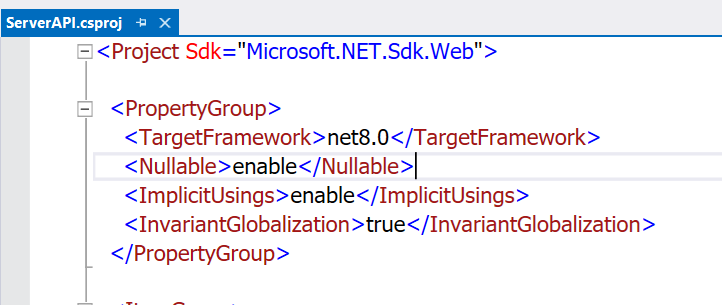 ServerAPI.csproj
<Project Sdk="Microsoft.NET.Sdk.Web">
<PropertyGroup>
<TargetFramework>net8.0</TargetFramework>
<Nullable>enable</Nullable>
<ImplicitUsings>enable</ImplicitUsings>
<InvariantGlobalization>true</InvariantGlobalization>
</PropertyGroup>